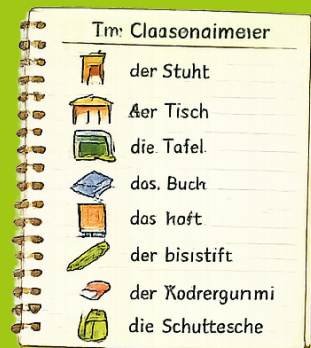 Tm: Claasonaimeier
der Stuht
Aer Tisch
die. Tafel.
das. Buch
das hoft
der bisistift
der Kodrergunmi
die Schuttesche